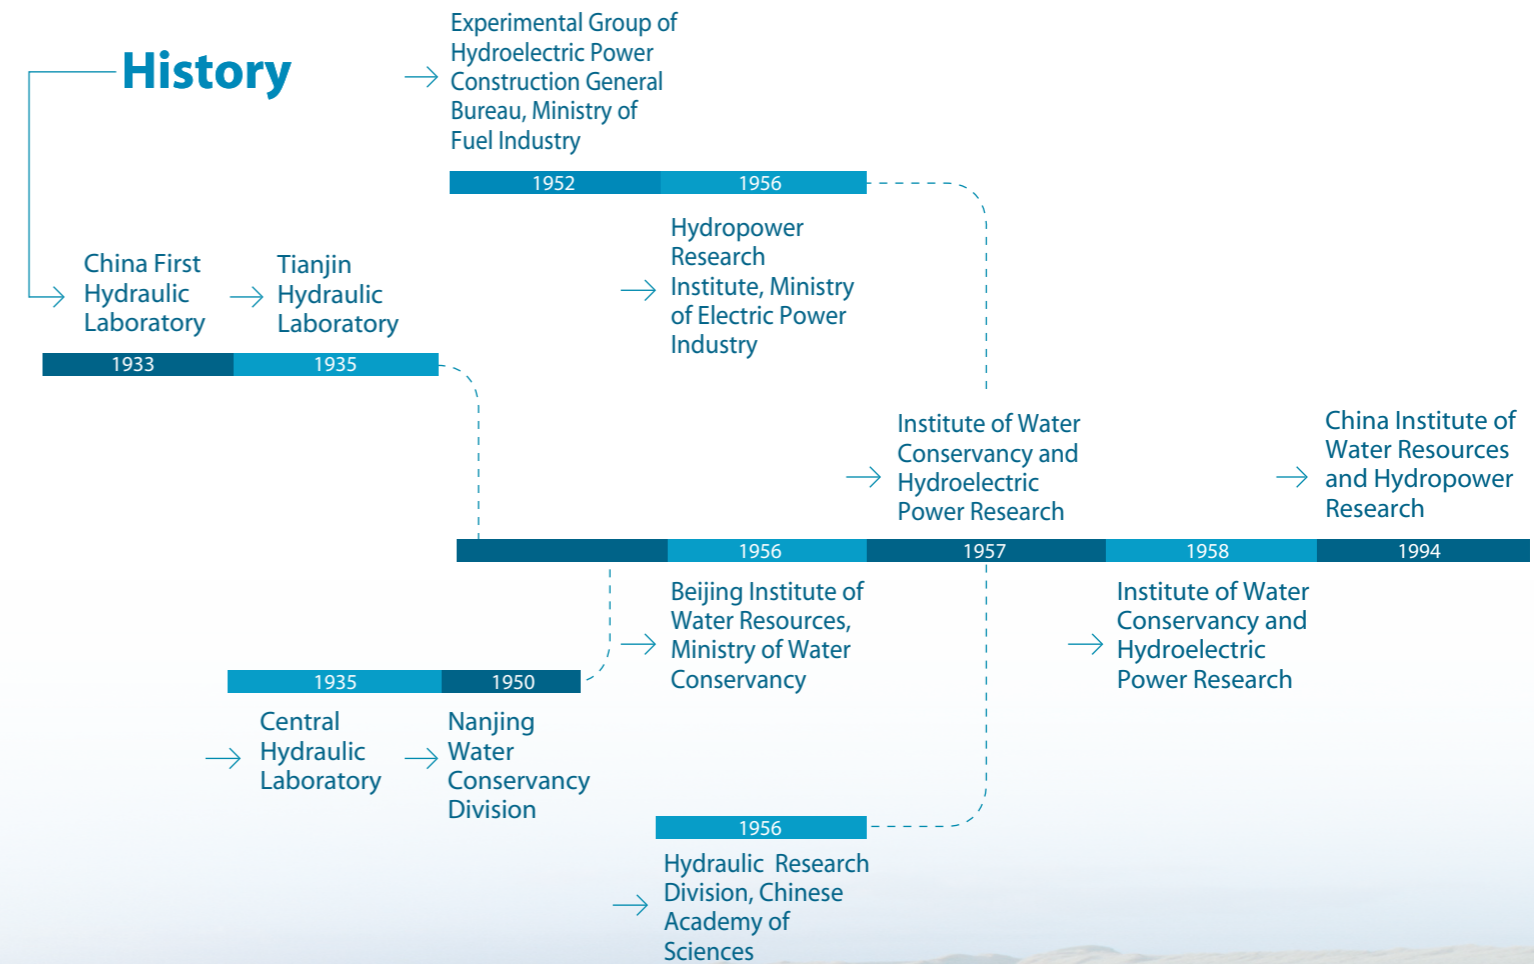 History
Experimental Group of
Hydroelectric Power
Construction General
Bureau, Ministry of
Fuel Industry
1952
1956
Hydropower
Research
Institute, Ministry
of Electric Power
Industry
China First
Hydraulic
Laboratory
Tianjin
Hydraulic
Laboratory
1933
1935
Institute of Water
Conservancy and
Hydroelectric
Power Research
China Institute of
Water Resources
and Hydropower
Research
1956
1957
1958
1994
Beijing Institute of
Water Resources,
Ministry of Water
Conservancy
Institute of Water
Conservancy and
Hydroelectric
Power Research
1935
1950
Central
Hydraulic
Laboratory
Nanjing
Water
Conservancy
Division
1956
Hydraulic Research
Division, Chinese
Academy of
Sciences